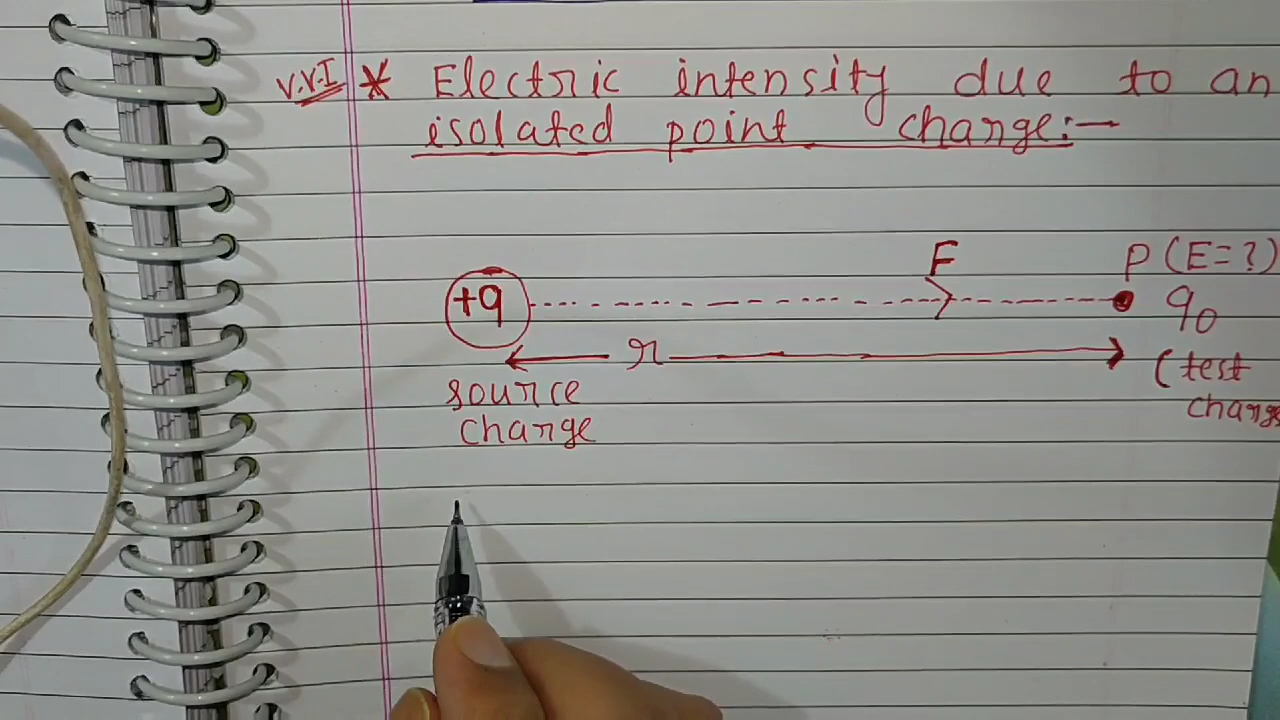 V.V.I * Electric intensity due to an
isolated point charge:-
F
P (E=?)
+q
q₀
r
(test
charge
source
charge